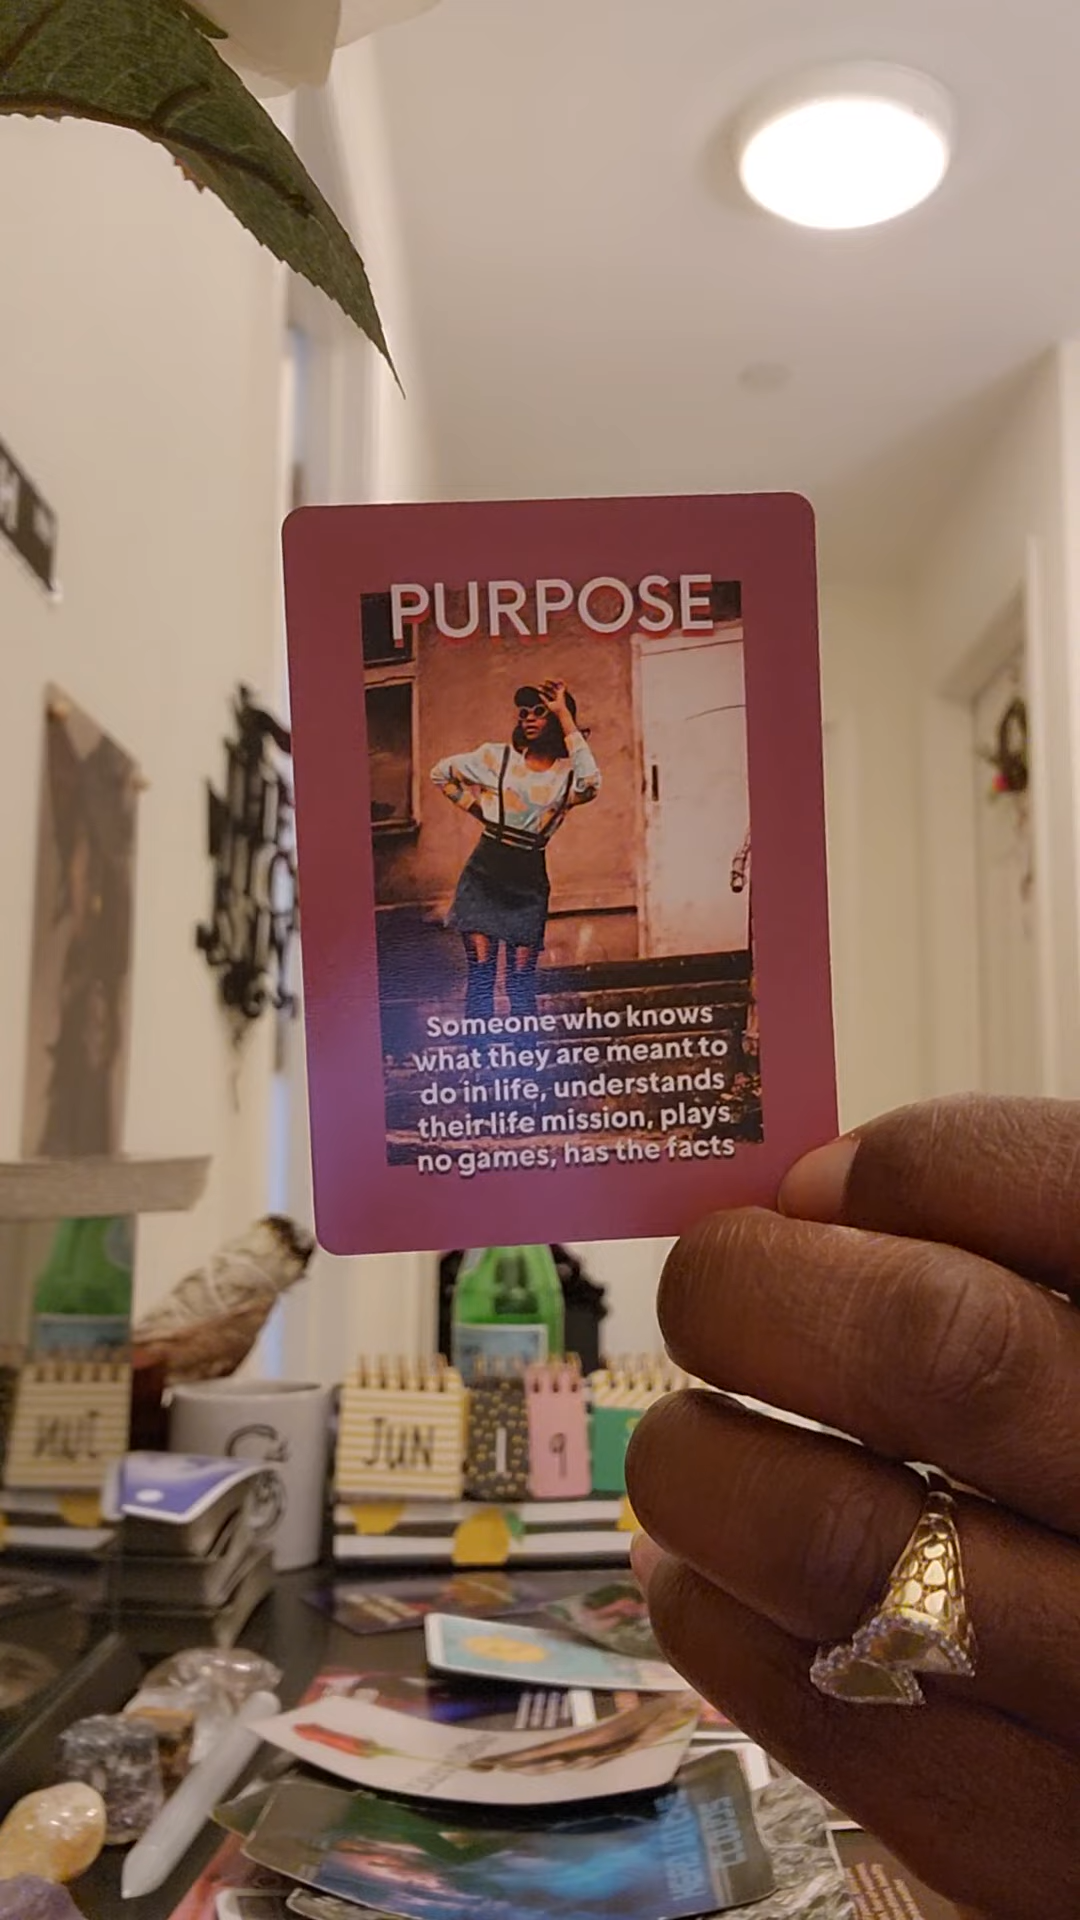 PURPOSE
Someone who knows
what they are meant to
do in life, understands
their life mission, plays
no games, has the facts
JUN 1 9